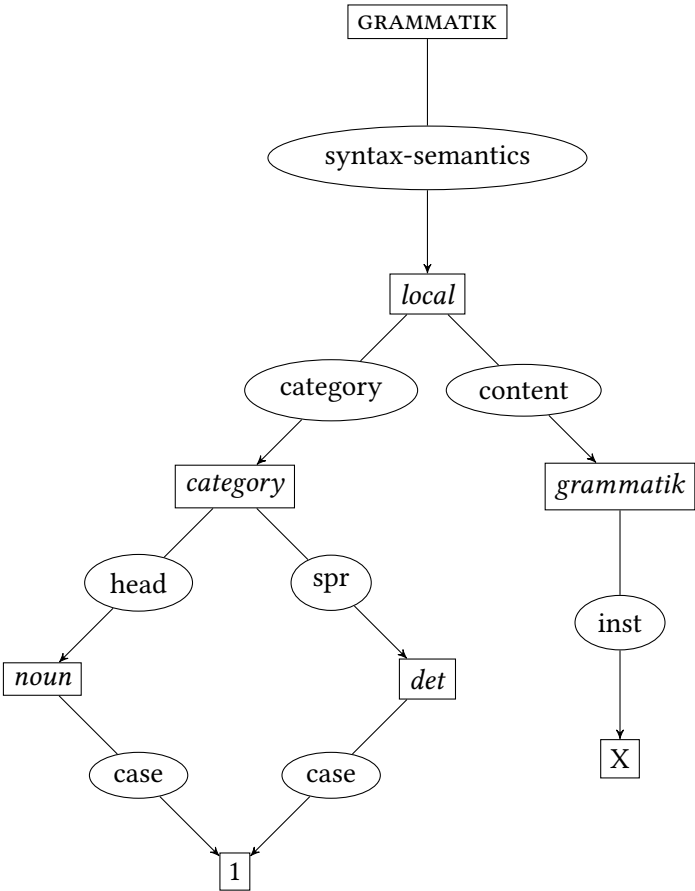 GRAMMATIK
syntax-semantics
local
category content
category grammatik
head spr
inst
noun det
case case
X
1